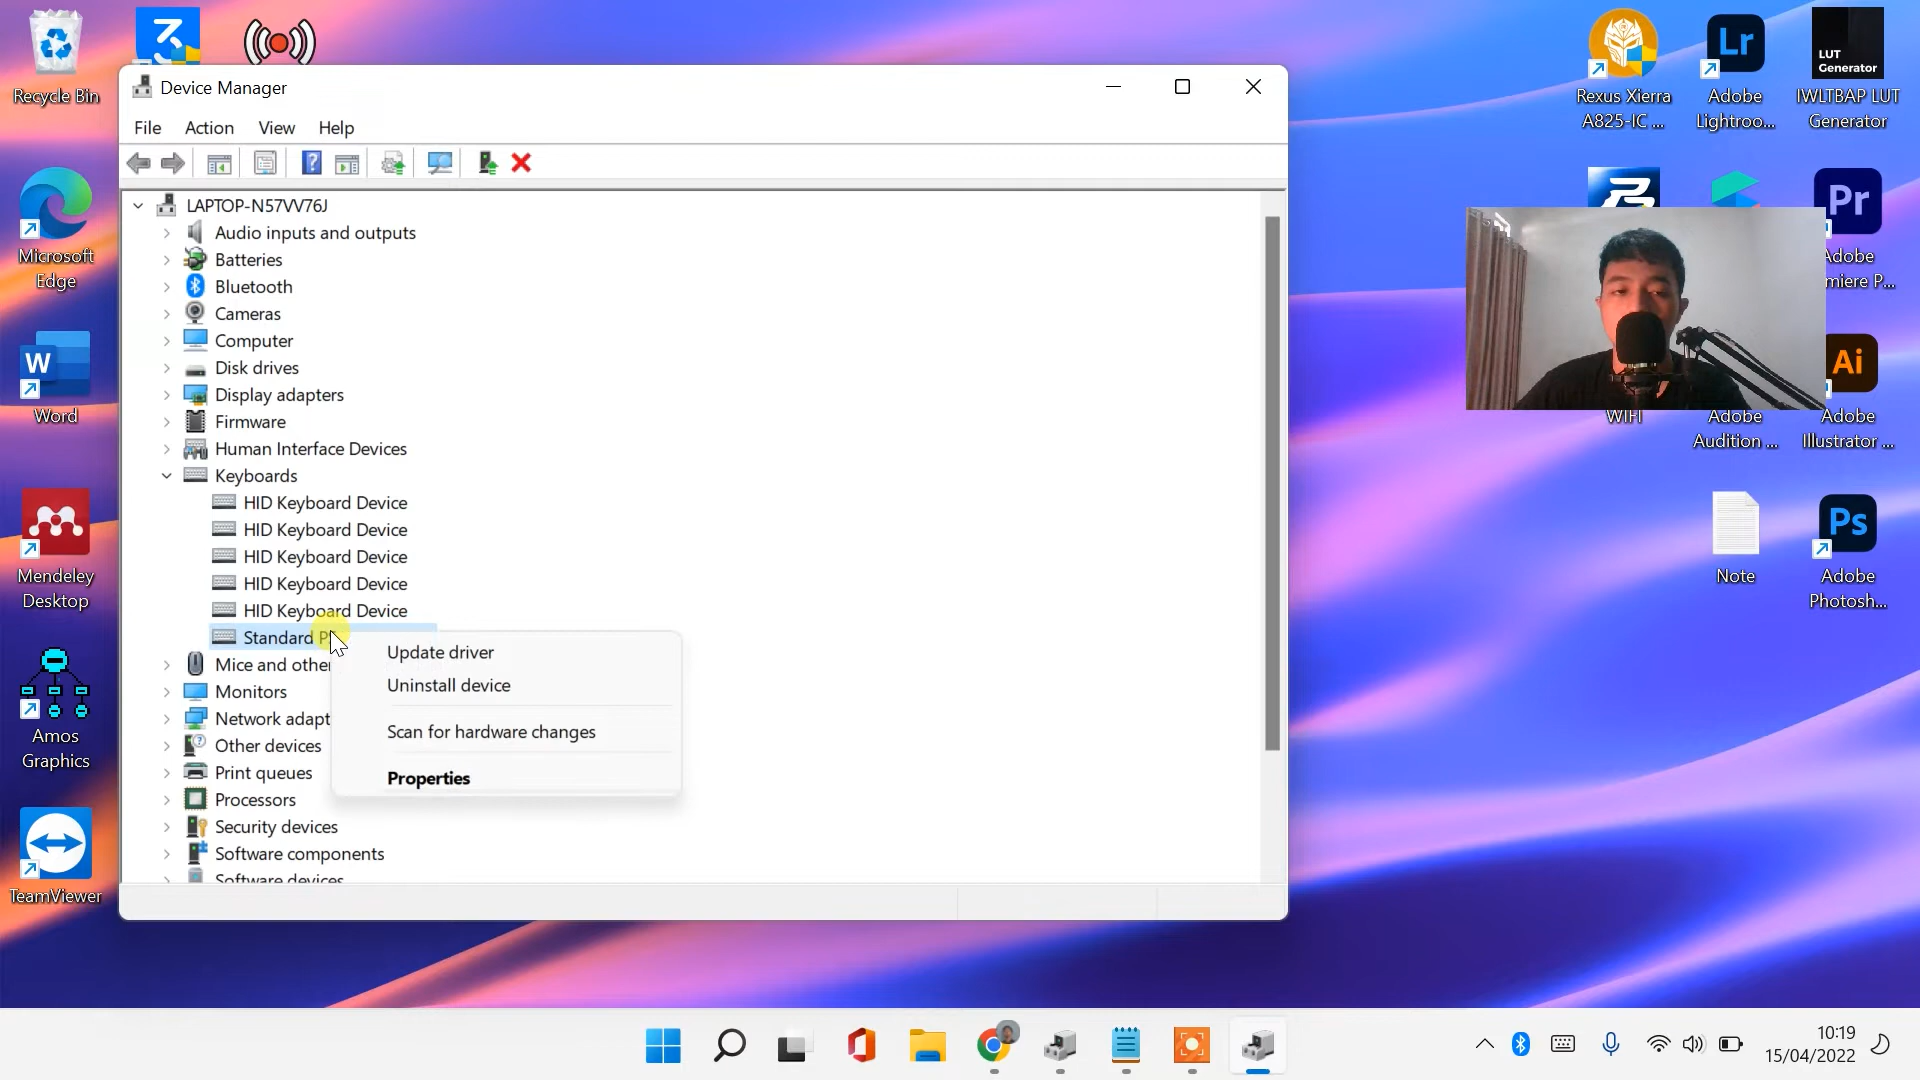 Recycle Bin
Microsoft
Edge
W
Word
Mendeley
Desktop
Amos
Graphics
TeamViewer
Device Manager
File Action View Help
LAPTOP-N57VV76J
Audio inputs and outputs
Batteries
Bluetooth
Cameras
Computer
Disk drives
Display adapters
Firmware
Human Interface Devices
Keyboards
HID Keyboard Device
HID Keyboard Device
HID Keyboard Device
HID Keyboard Device
HID Keyboard Device
Standard P
Mice and other
Monitors
Network adapt
Other devices
Print queues
Processors
Security devices
Software components
Software devices
Update driver
Uninstall device
Scan for hardware changes
Properties
Rexus Xierra
A825-IC ...
Lr
Adobe
Lightroo...
LUT
Generator
IWLTBAP LUT
Generator
Pr
Adobe
miere P...
WIFI
Adobe
Audition ...
Ai
Adobe
Illustrator ...
Note
Ps
Adobe
Photosh...
10:19
15/04/2022